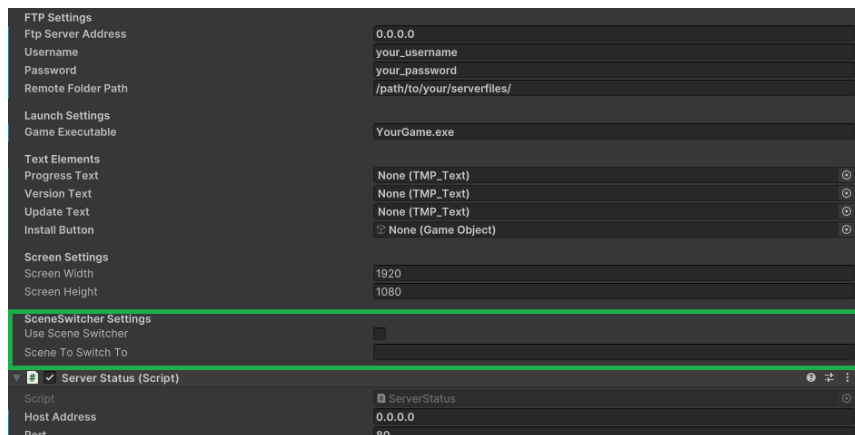 FTP Settings
Ftp Server Address 0.0.0.0
Username your_username
Password your_password
Remote Folder Path /path/to/your/serverfiles/
Launch Settings
Game Executable YourGame.exe
Text Elements
Progress Text None (TMP_Text)
Version Text None (TMP_Text)
Update Text None (TMP_Text)
Install Button None (Game Object)
Screen Settings
Screen Width 1920
Screen Height 1080
SceneSwitcher Settings
Use Scene Switcher
Scene To Switch To
# Server Status (Script)
Script ServerStatus
Host Address 0.0.0.0
Port 80